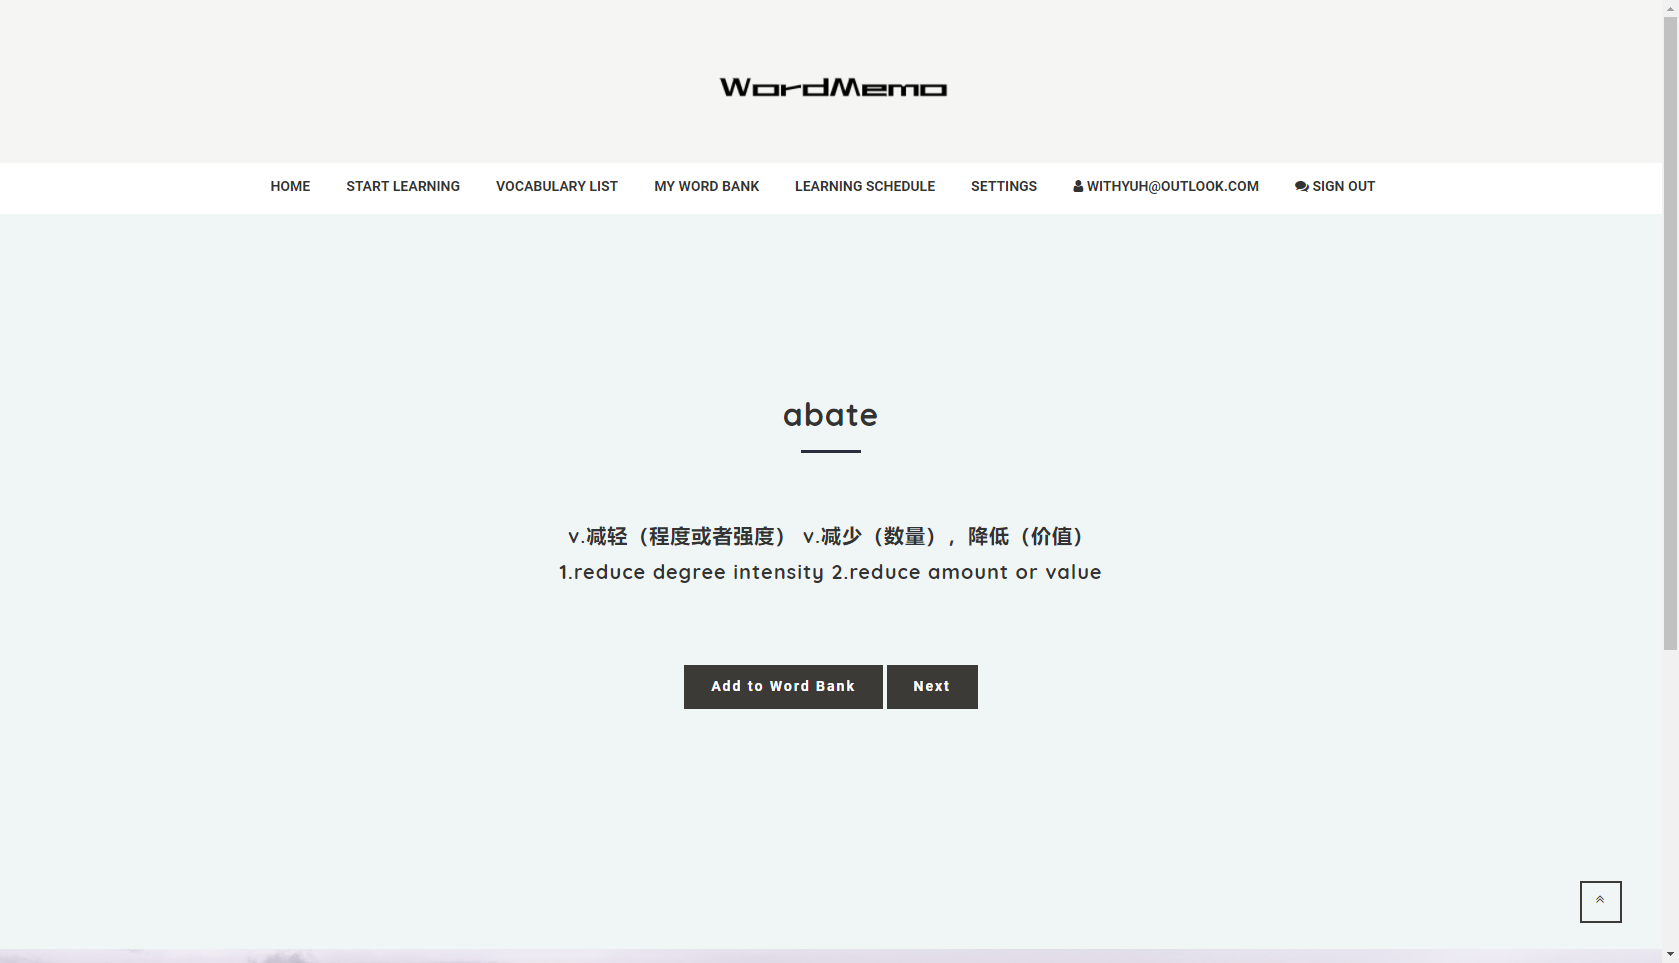 WordMemo
HOME START LEARNING VOCABULARY LIST MY WORD BANK LEARNING SCHEDULE SETTINGS WITHYUH@OUTLOOK.COM SIGN OUT
abate
v.减轻（程度或者强度） v.减少（数量），降低（价值）
1.reduce degree intensity 2.reduce amount or value
Add to Word Bank Next